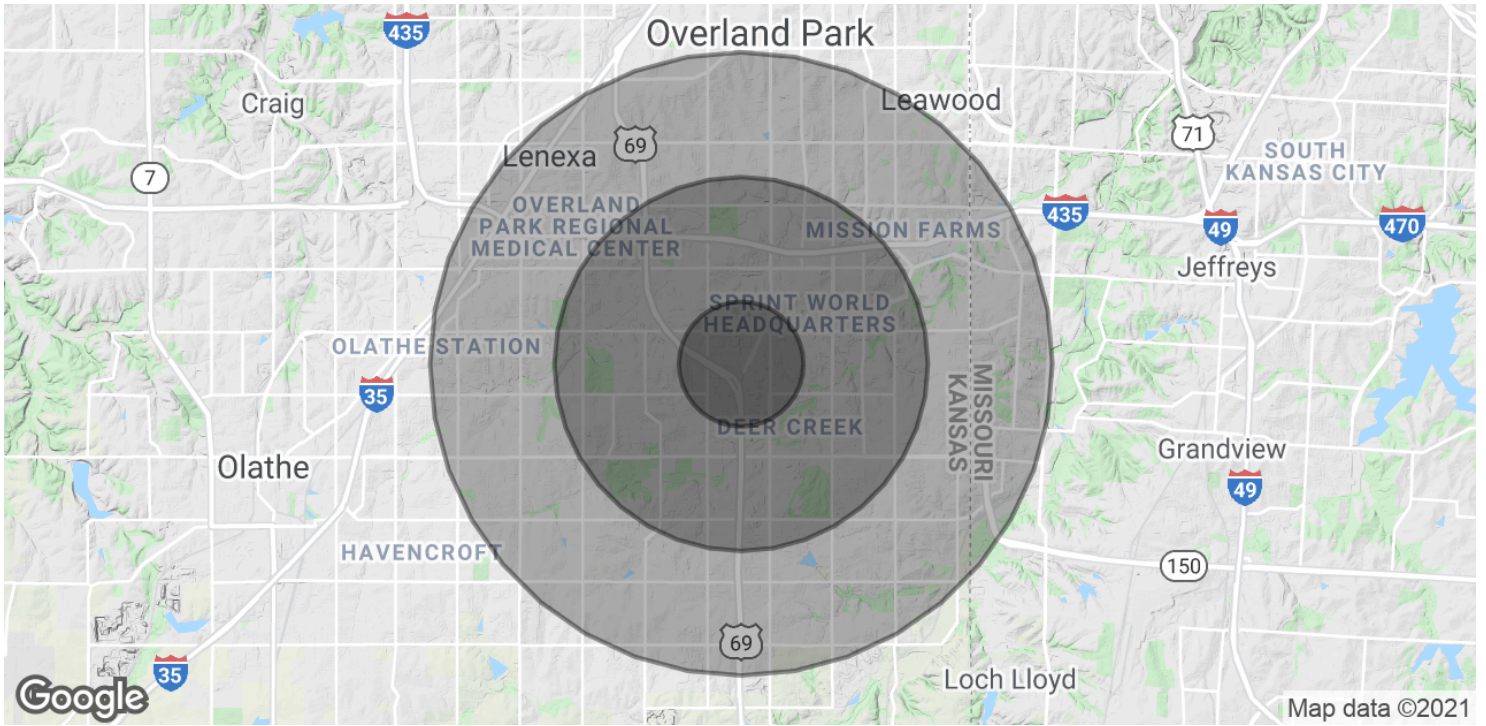 Overland Park
435
Craig
Leawood
71
69
Lenexa
SOUTH
KANSAS CITY
7
OVERLAND
PARK REGIONAL
MEDICAL CENTER
MISSION FARMS
435
49
470
Jeffreys
SPRINT WORLD
HEADQUARTERS
OLATHE STATION
35
MISSOURI
KANSAS
DEER CREEK
Grandview
Olathe
49
HAVENCROFT
150
69
35
Loch Lloyd
Google
Map data ©2021